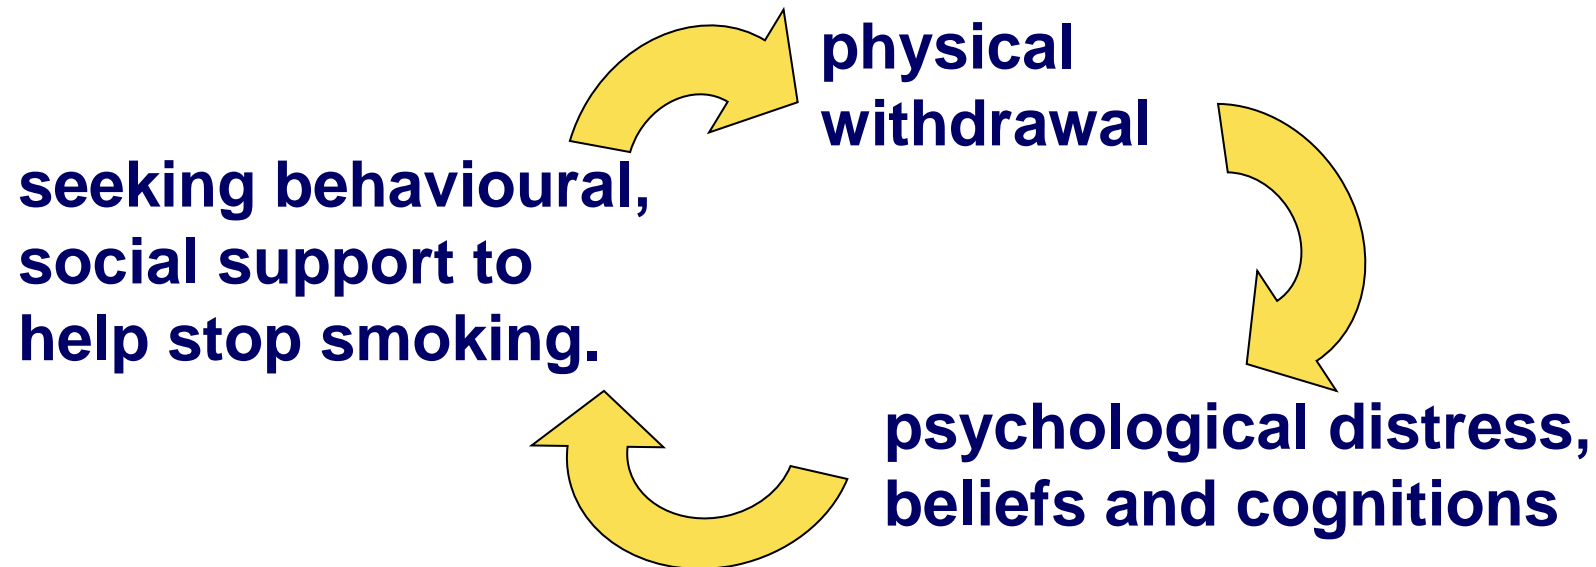 physical
withdrawal
seeking behavioural,
social support to
help stop smoking.
psychological distress,
beliefs and cognitions